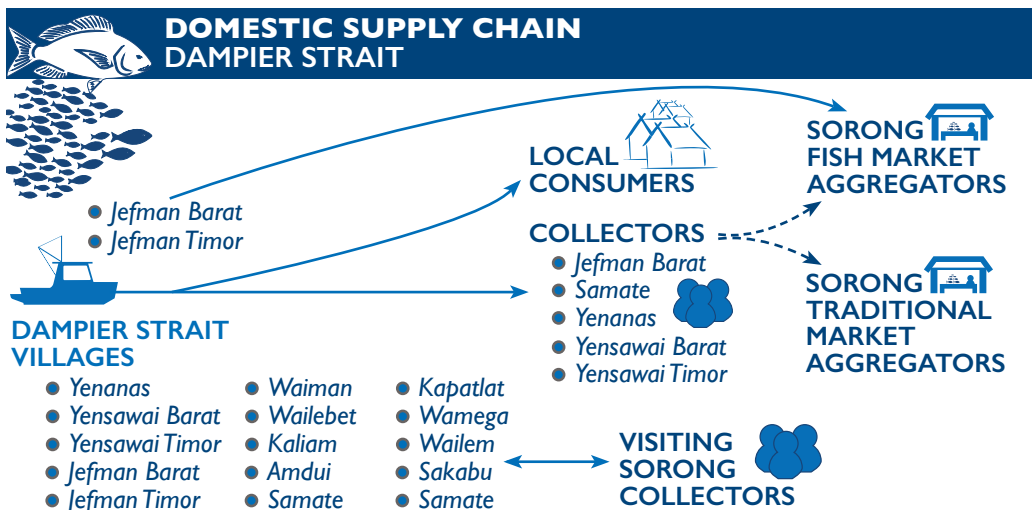 DOMESTIC SUPPLY CHAIN
DAMPIER STRAIT
Jefman Barat
Jefman Timor
LOCAL
CONSUMERS
SORONG
FISH MARKET
AGGREGATORS
COLLECTORS
Jefman Barat
Samate
Yenanas
Yensawai Barat
Yensawai Timor
SORONG
TRADITIONAL
MARKET
AGGREGATORS
DAMPIER STRAIT
VILLAGES
Yenanas
Yensawai Barat
Yensawai Timor
Jefman Barat
Jefman Timor
Waiman
Wailebet
Kaliam
Amdui
Samate
Kapatlat
Wamega
Wailem
Sakabu
Samate
VISITING
SORONG
COLLECTORS